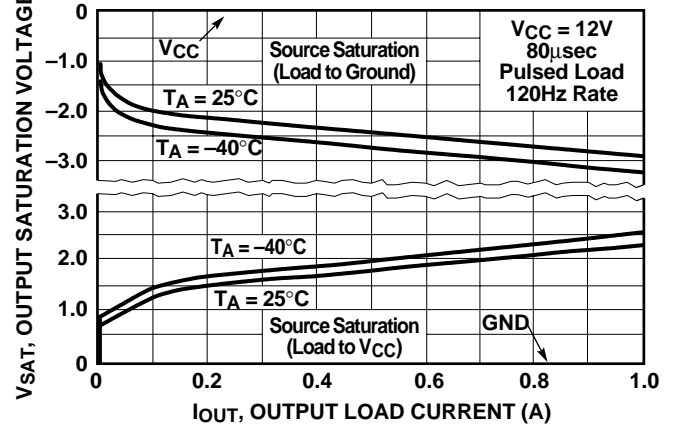 VSAT, OUTPUT SATURATION VOLTAGE
0
–1.0
–2.0
–3.0
3.0
2.0
1.0
0
VCC
Source Saturation
(Load to Ground)
VCC = 12V
80µsec
Pulsed Load
120Hz Rate
TA = 25°C
TA = –40°C
TA = –40°C
TA = 25°C
Source Saturation
(Load to VCC)
GND
0
0.2
0.4
0.6
0.8
1.0
IOUT, OUTPUT LOAD CURRENT (A)